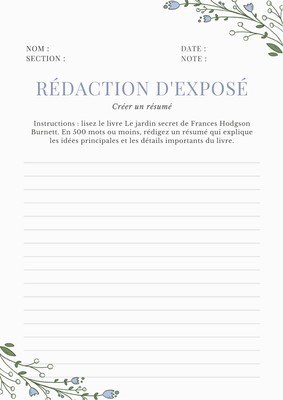 NOM :
DATE :
SECTION :
NOTE :
RÉDACTION D'EXPOSÉ
Créer un résumé
Instructions : lisez le livre Le jardin secret de Frances Hodgson
Burnett. En 500 mots ou moins, rédigez un résumé qui explique
les idées principales et les détails importants du livre.